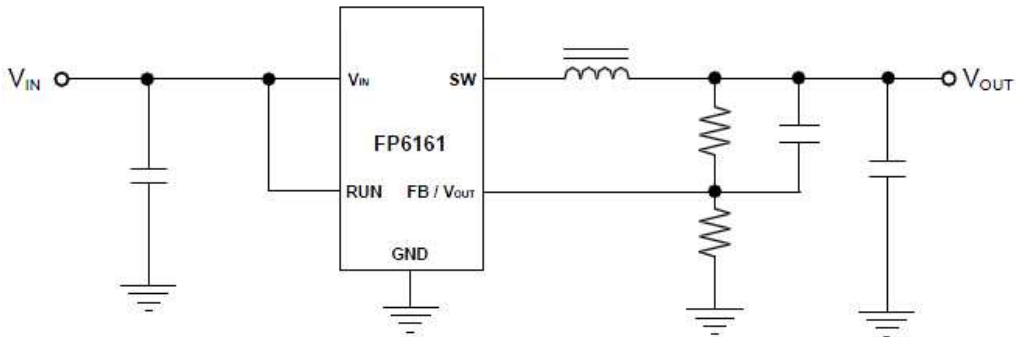 VIN
VIN
SW
VOUT
FP6161
RUN
FB / VOUT
GND